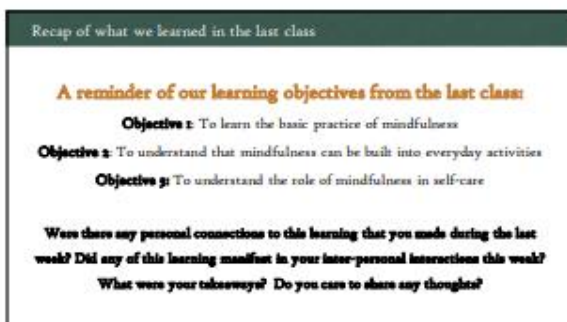 Recap of what we learned in the last class
A reminder of our learning objectives from the last class:
Objective 1: To learn the basic practice of mindfulness
Objective 2: To understand that mindfulness can be built into everyday activities
Objective 3: To understand the role of mindfulness in self-care
Were there any personal connections to this learning that you made during the last
week? Did any of this learning manifest in your inter-personal interactions this week?
What were your takeaways? Do you care to share any thoughts?